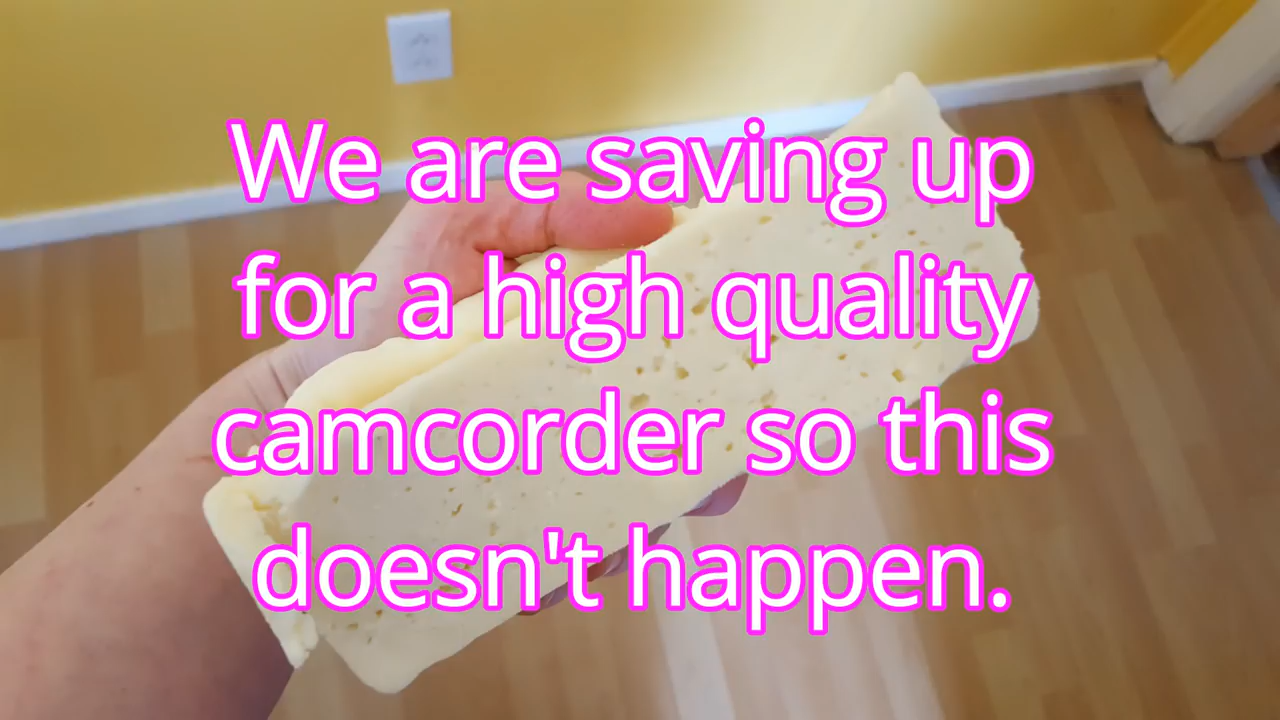 We are saving up
for a high quality
camcorder so this
doesn't happen.